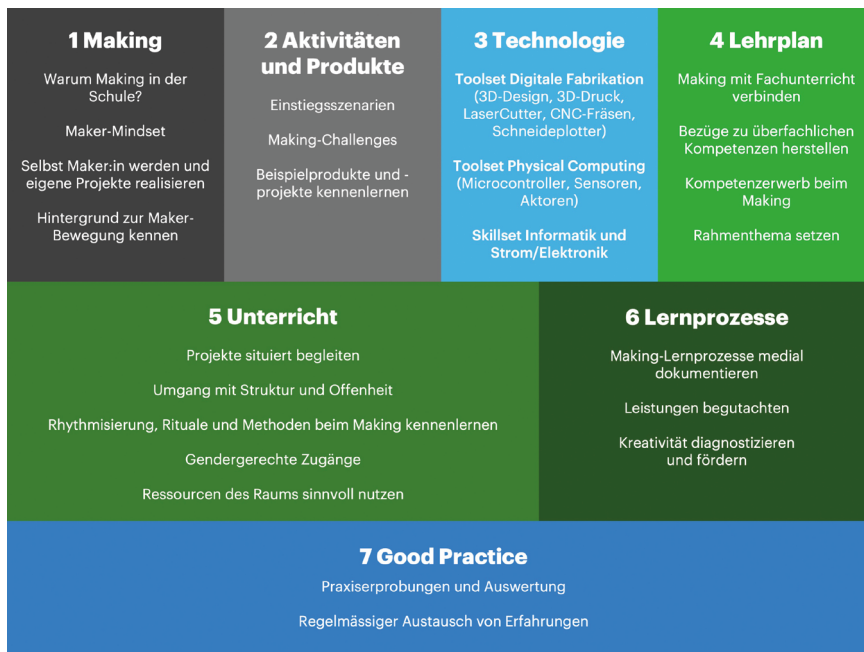 1 Making
Warum Making in der
Schule?
Maker-Mindset
Selbst Maker:in werden und
eigene Projekte realisieren
Hintergrund zur Maker-
Bewegung kennen
2 Aktivitäten
und Produkte
Einstiegsszenarien
Making-Challenges
Beispielprodukte und -
projekte kennenlernen
3 Technologie
Toolset Digitale Fabrikation
(3D-Design, 3D-Druck,
LaserCutter, CNC-Fräsen,
Schneideplotter)
Toolset Physical Computing
(Microcontroller, Sensoren,
Aktoren)
Skillset Informatik und
Strom/Elektronik
4 Lehrplan
Making mit Fachunterricht
verbinden
Bezüge zu überfachlichen
Kompetenzen herstellen
Kompetenzerwerb beim
Making
Rahmenthema setzen
5 Unterricht
Projekte situiert begleiten
Umgang mit Struktur und Offenheit
Rhythmisierung, Rituale und Methoden beim Making kennenlernen
Gendergerechte Zugänge
Ressourcen des Raums sinnvoll nutzen
6 Lernprozesse
Making-Lernprozesse medial
dokumentieren
Leistungen begutachten
Kreativität diagnostizieren
und fördern
7 Good Practice
Praxiserprobungen und Auswertung
Regelmässiger Austausch von Erfahrungen